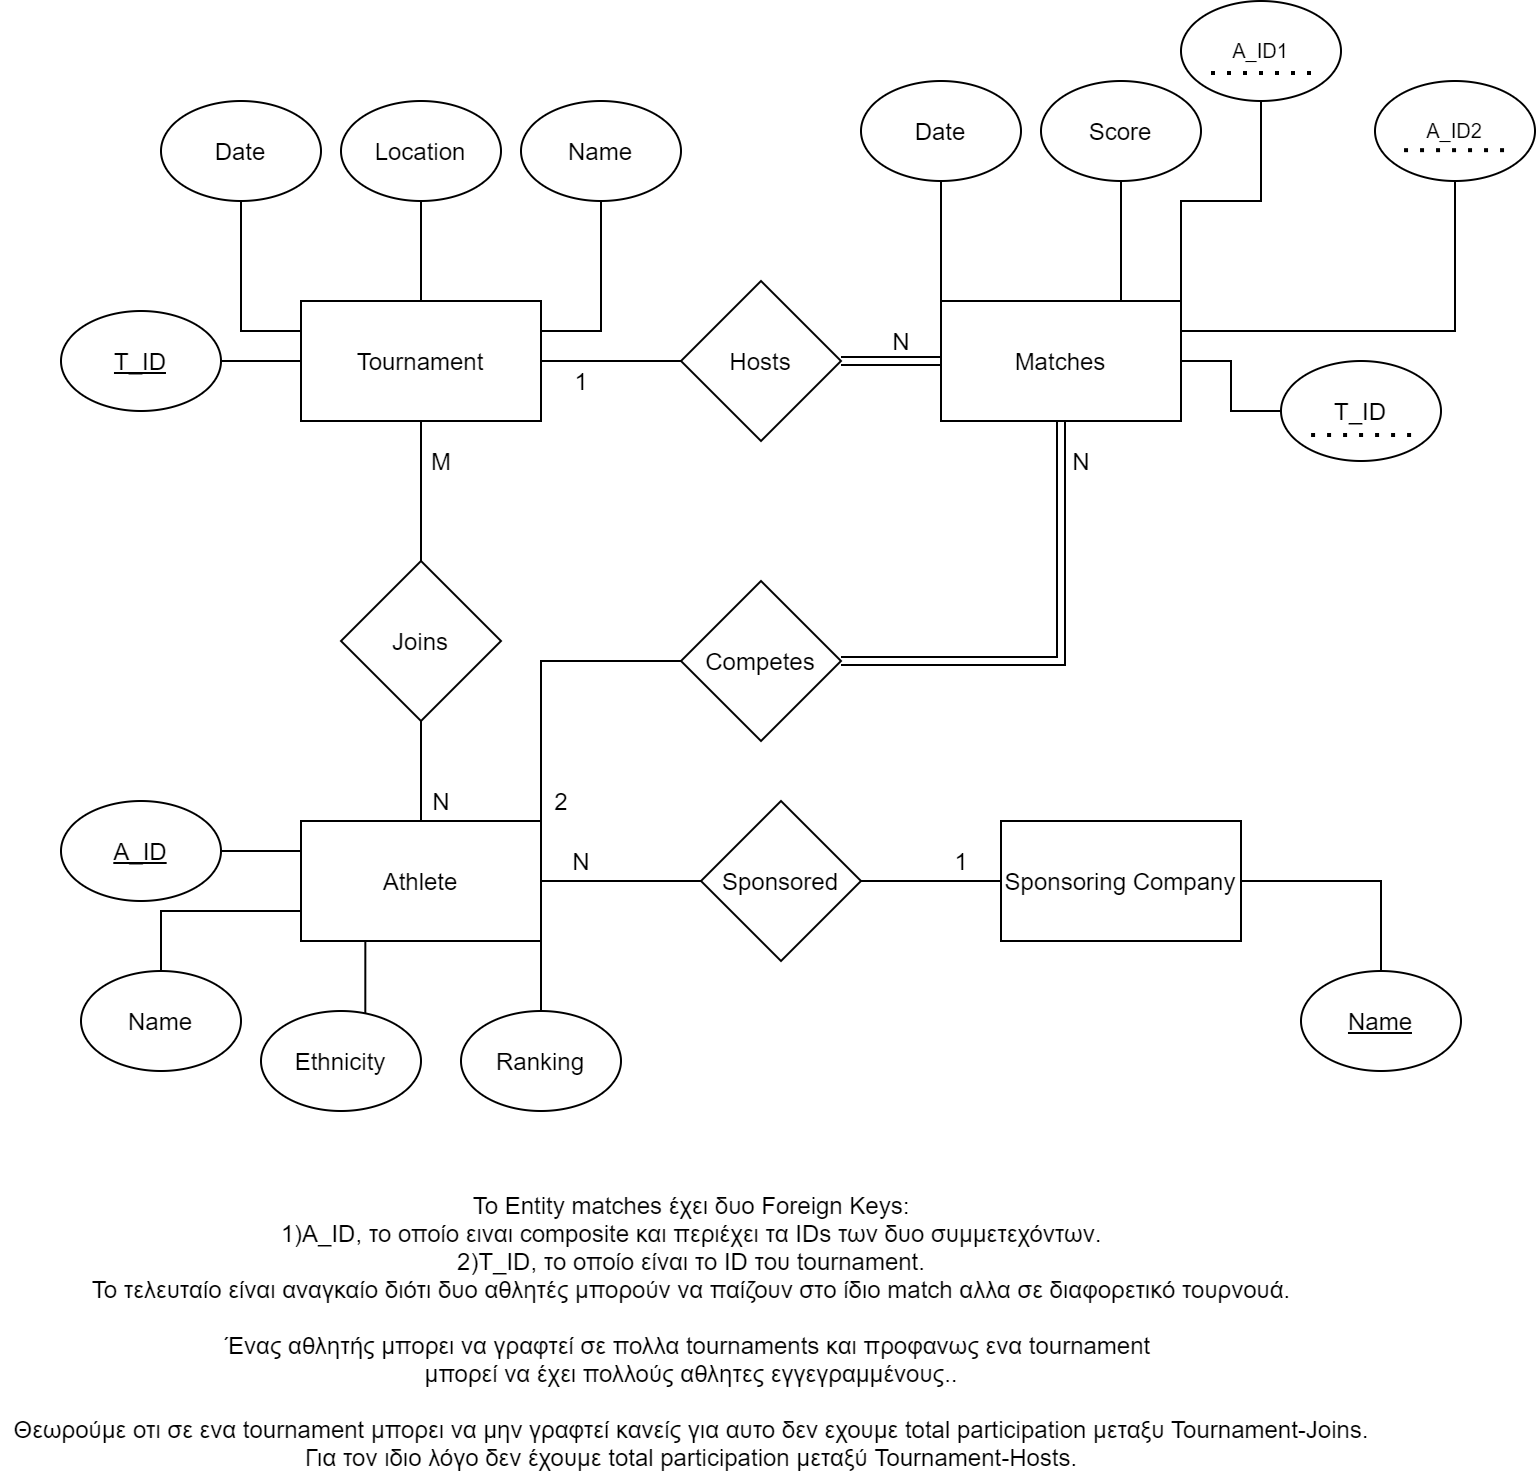 A_ID1
Date
Score
A_ID2
Date
Location
Name
T_ID
Tournament
1
Hosts
N
Matches
T_ID
M
N
Joins
Competes
N
2
A_ID
Athlete
N
Sponsored
1
Sponsoring Company
Name
Ethnicity
Ranking
Name
Το Entity matches έχει δυο Foreign Keys:
1)A_ID, το οποίο ειναι composite και περιέχει τα IDs των δυο συμμετεχόντων.
2)T_ID, το οποίο είναι το ID του tournament.
Το τελευταίο είναι αναγκαίο διότι δυο αθλητές μπορούν να παίζουν στο ίδιο match αλλα σε διαφορετικό τουρνουά.
Ένας αθλητής μπορει να γραφτεί σε πολλα tournaments και προφανως ενα tournament
μπορεί να έχει πολλούς αθλητες εγγεγραμμένους..
Θεωρούμε οτι σε ενα tournament μπορει να μην γραφτεί κανείς για αυτο δεν εχουμε total participation μεταξυ Tournament-Joins.
Για τον ιδιο λόγο δεν έχουμε total participation μεταξύ Tournament-Hosts.